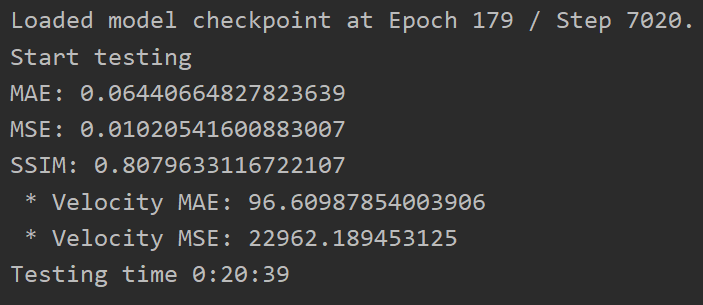 Loaded model checkpoint at Epoch 179 / Step 7020.
Start testing
MAE: 0.06440664827823639
MSE: 0.01020541600883007
SSIM: 0.8079633116722107
 * Velocity MAE: 96.60987854003906
 * Velocity MSE: 22962.189453125
Testing time 0:20:39